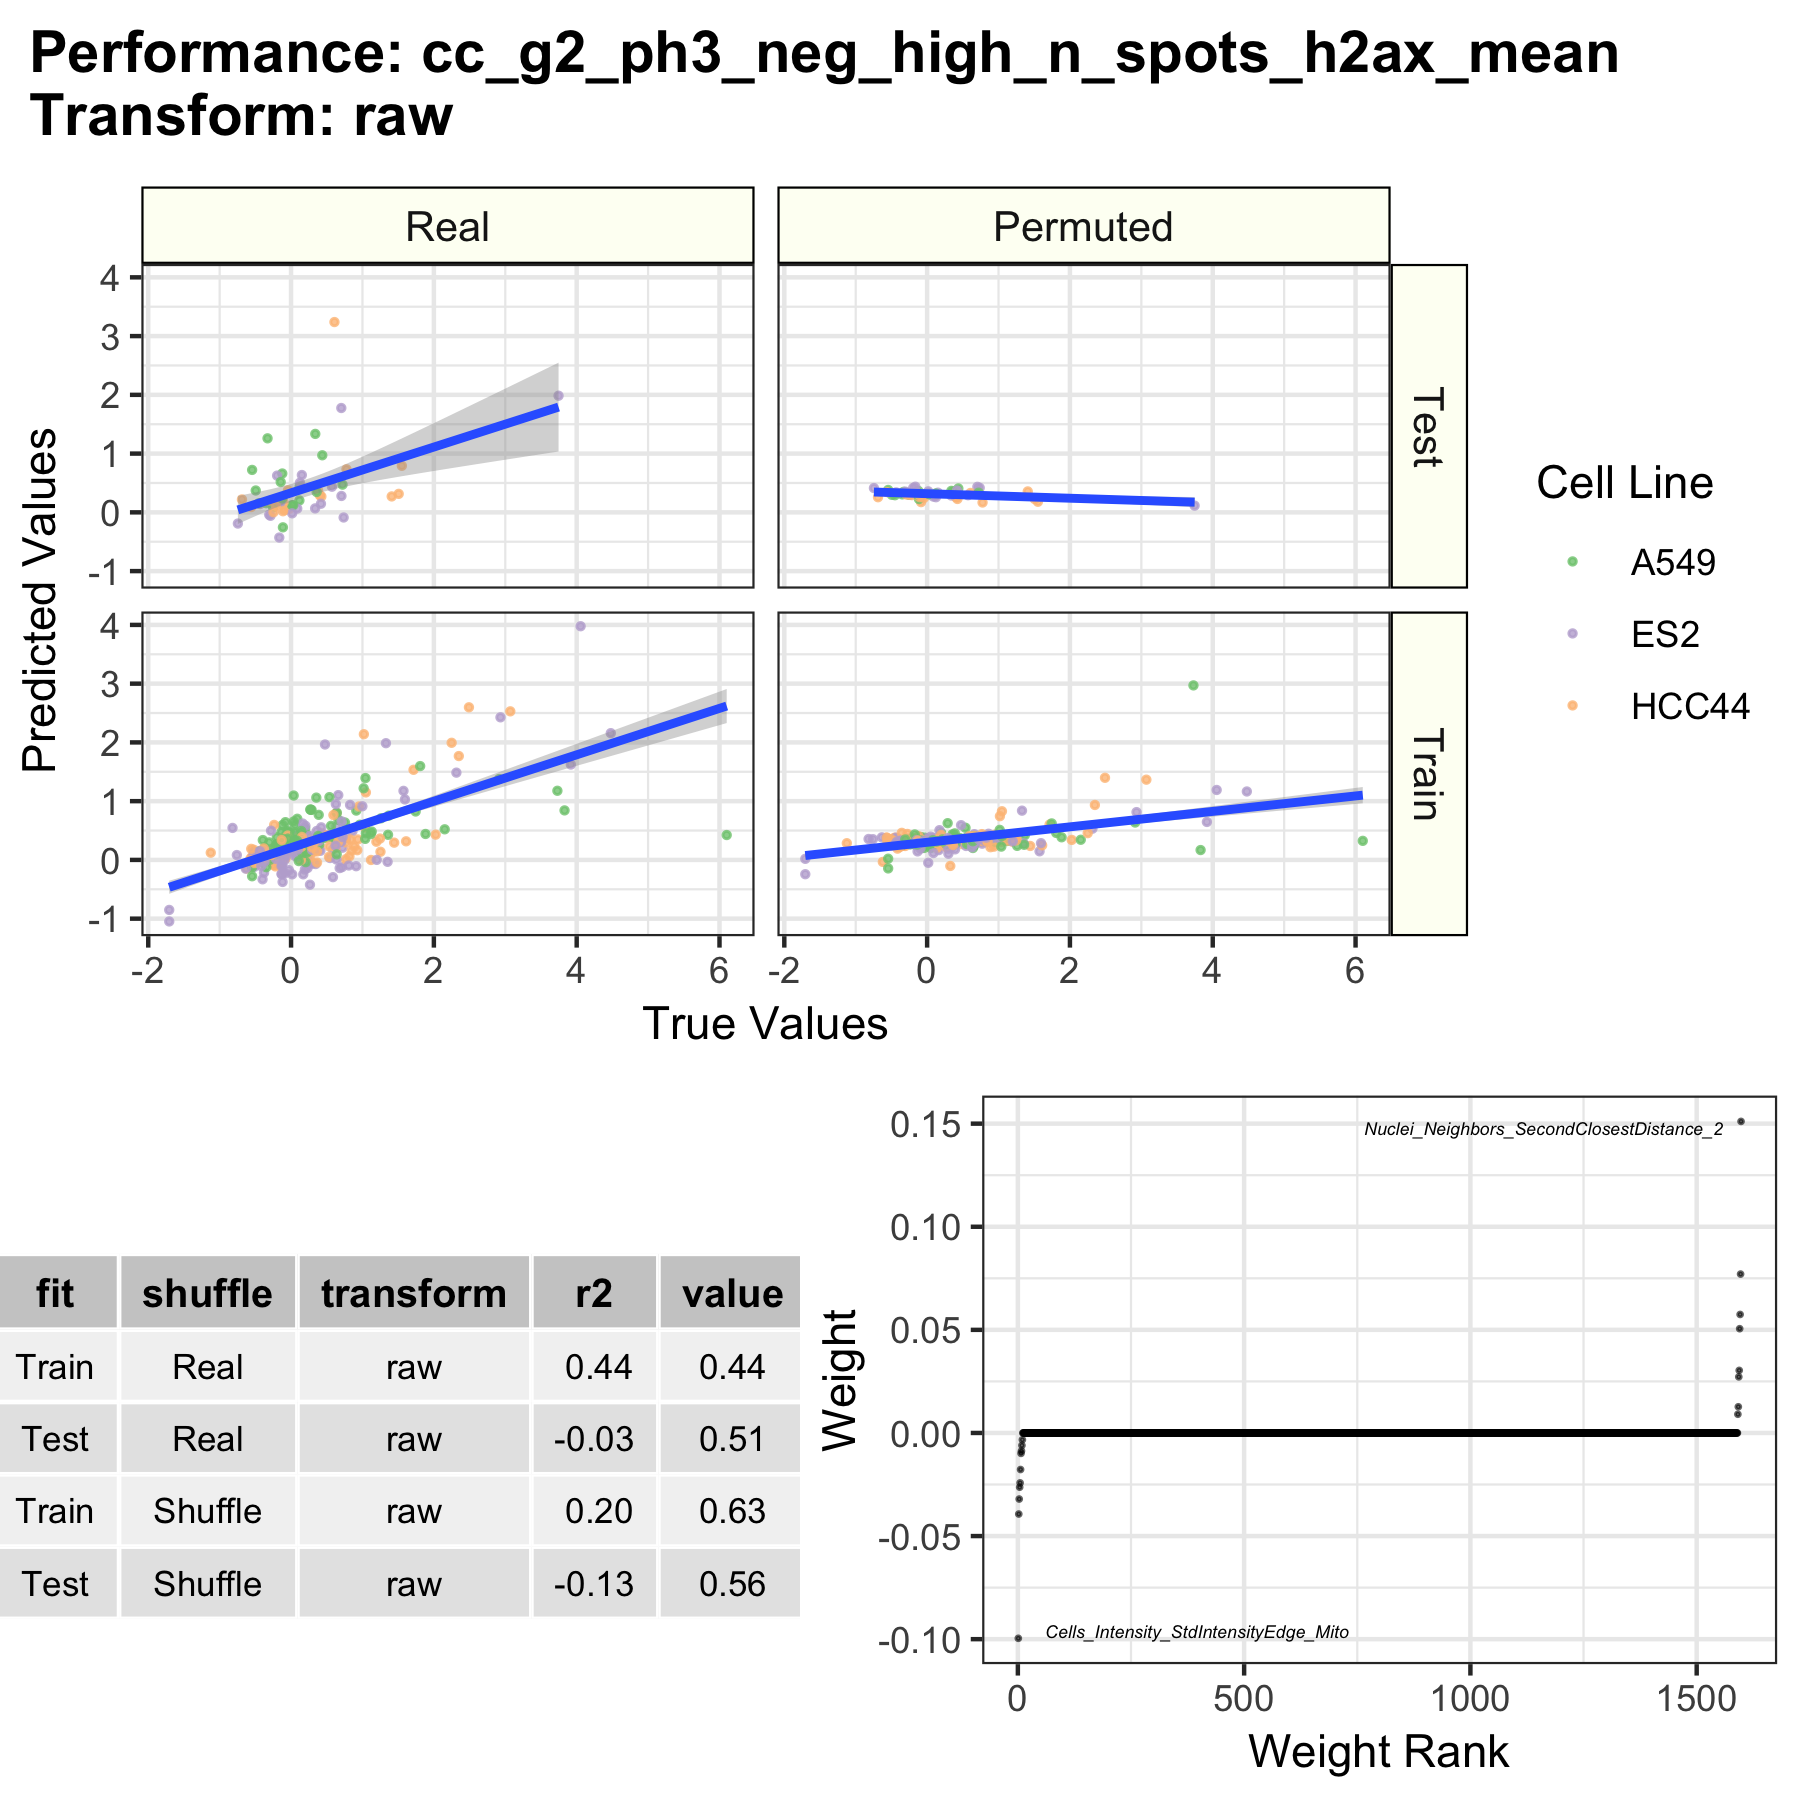 Performance: cc_g2_ph3_neg_high_n_spots_h2ax_mean
Transform: raw
Real
Permuted
4
3
2
1
0
-1
Test
4
3
2
1
0
-1
Train
-2 0 2 4 6
-2 0 2 4 6
Predicted Values
True Values
Cell Line
A549
ES2
HCC44
fit shuffle transform r2 value
Train Real raw 0.44 0.44
Test Real raw -0.03 0.51
Train Shuffle raw 0.20 0.63
Test Shuffle raw -0.13 0.56
Weight
0.15
0.10
0.05
0.00
-0.05
-0.10
Nuclei_Neighbors_SecondClosestDistance_2
Cells_Intensity_StdIntensityEdge_Mito
0 500 1000 1500
Weight Rank